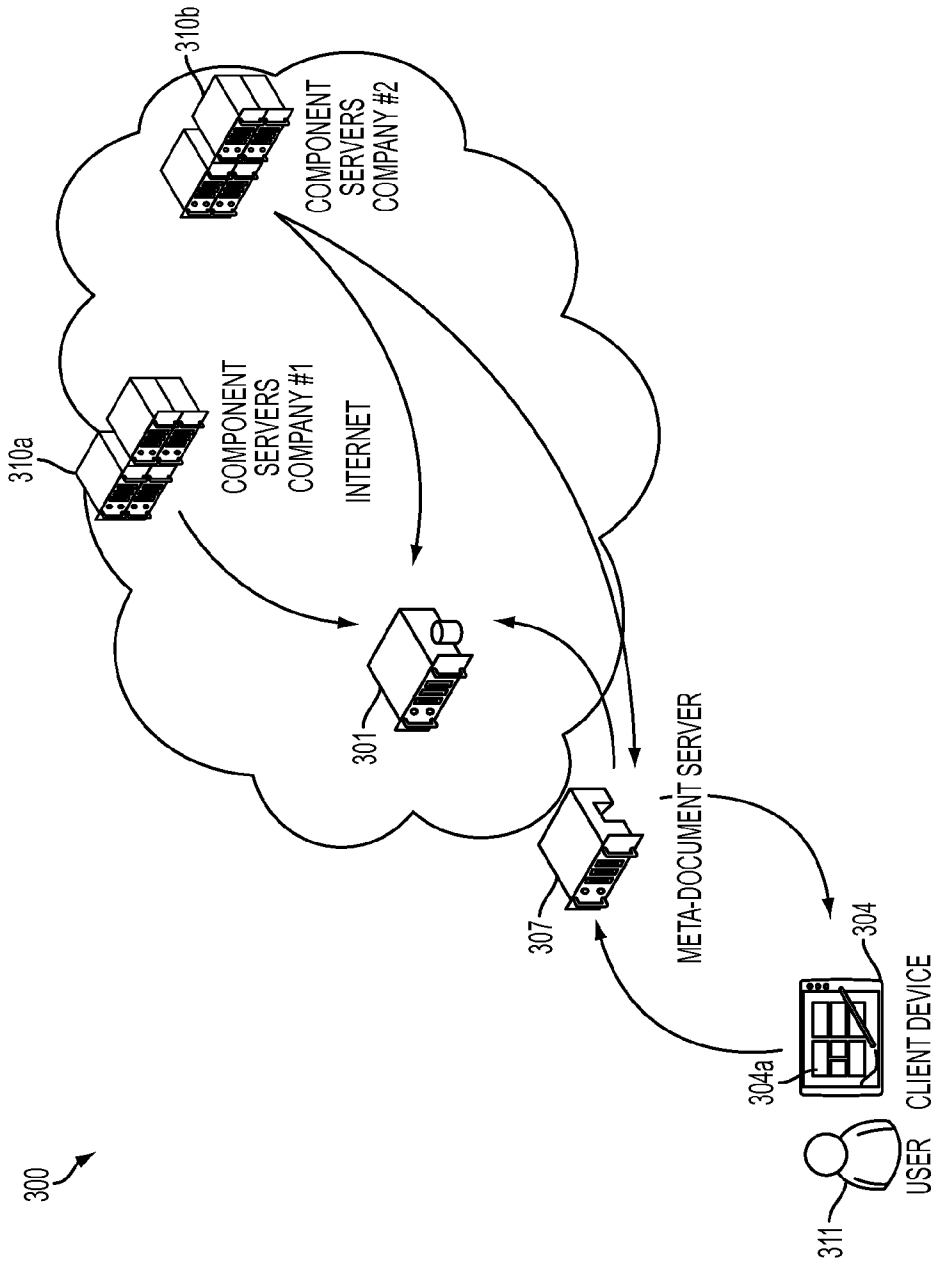 300
311
USER
304a
304
CLIENT DEVICE
307
META-DOCUMENT SERVER
301
INTERNET
310a
COMPONENT
SERVERS
COMPANY #1
310b
COMPONENT
SERVERS
COMPANY #2